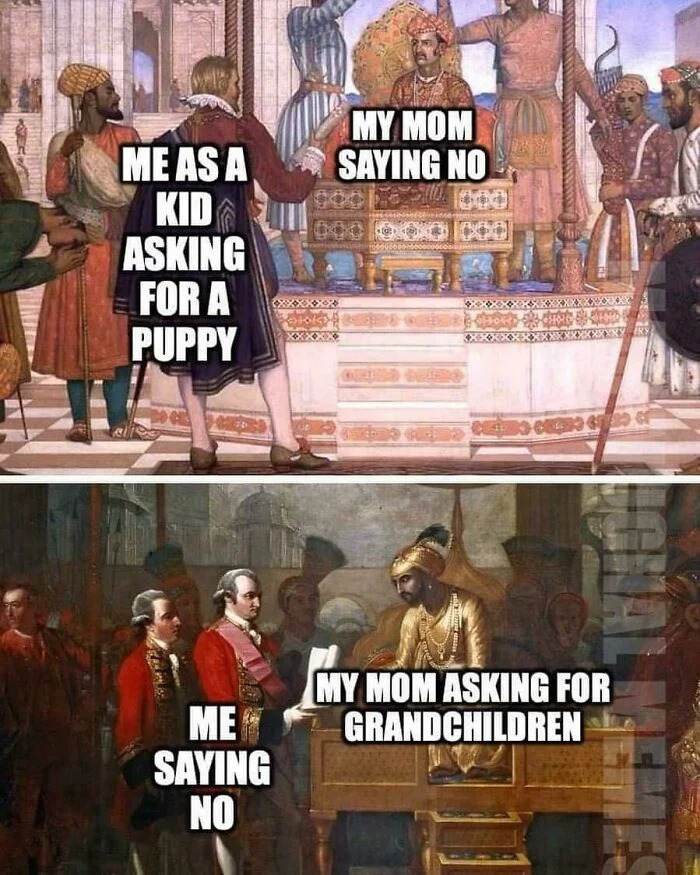 MY MOM
SAYING NO
ME AS A
KID
ASKING
FOR A
PUPPY
MY MOM ASKING FOR
GRANDCHILDREN
ME
SAYING
NO